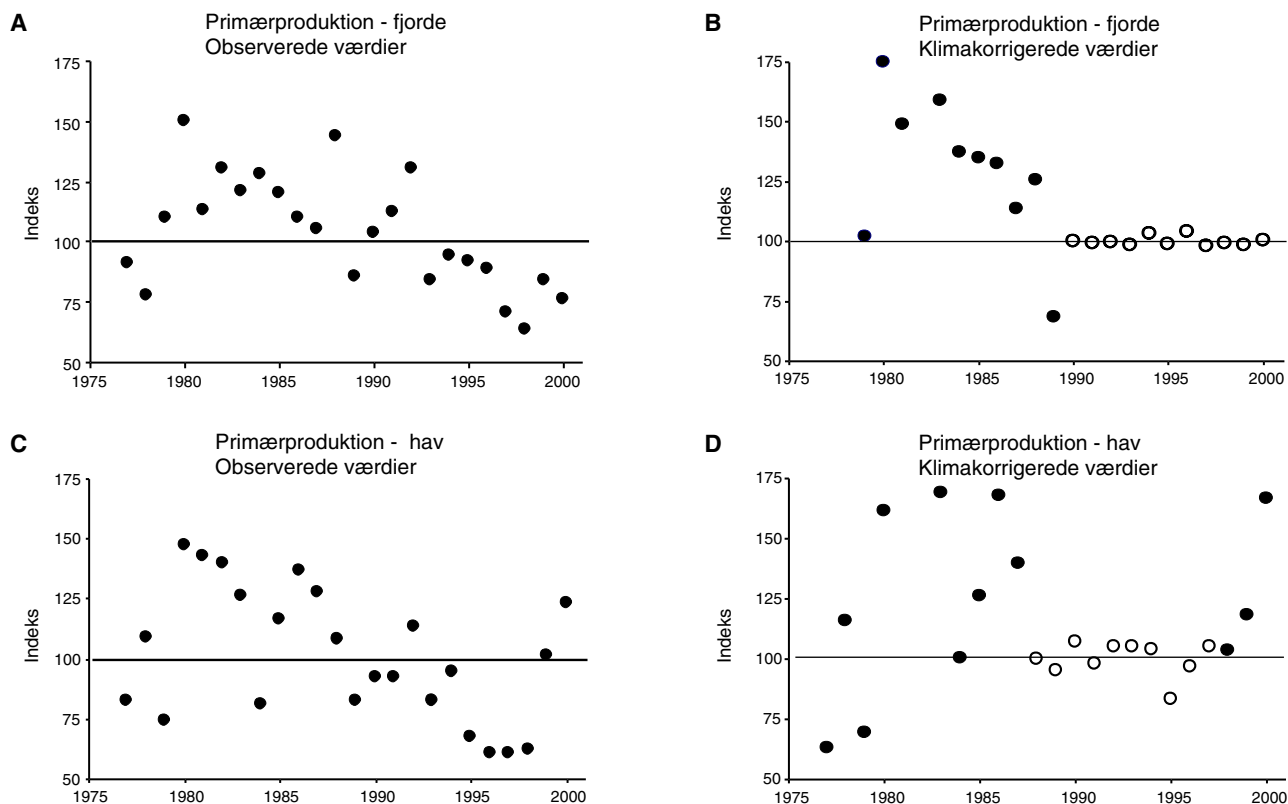 A
Primærproduktion - fjorde
Observerede værdier
175
150
125
100
75
50
Indeks
1975 1980 1985 1990 1995 2000
B
Primærproduktion - fjorde
Klimakorrigerede værdier
175
150
125
100
75
50
Indeks
1975 1980 1985 1990 1995 2000
C
Primærproduktion - hav
Observerede værdier
175
150
125
100
75
50
Indeks
1975 1980 1985 1990 1995 2000
D
Primærproduktion - hav
Klimakorrigerede værdier
175
150
125
100
75
50
Indeks
1975 1980 1985 1990 1995 2000